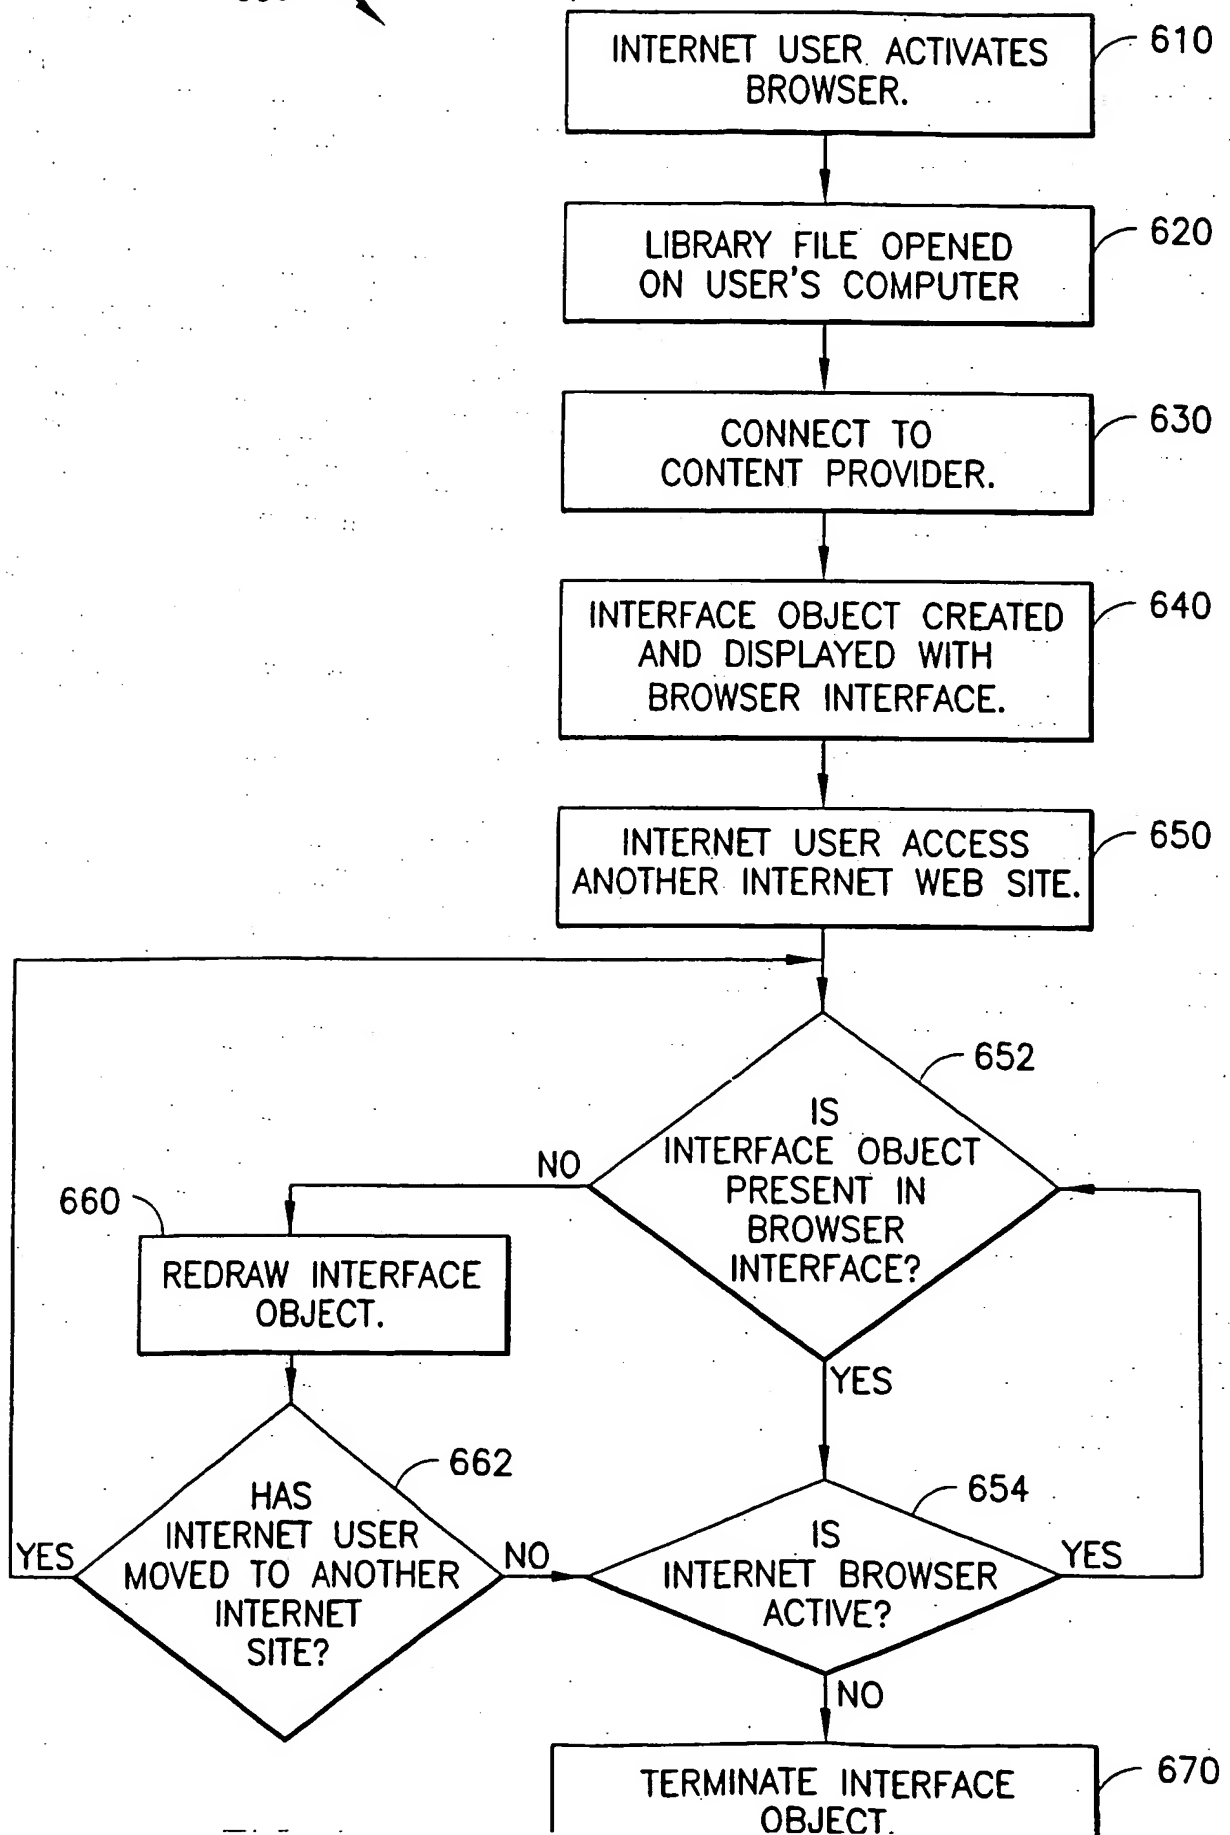 INTERNET USER ACTIVATES
BROWSER.
610
LIBRARY FILE OPENED
ON USER'S COMPUTER
620
CONNECT TO
CONTENT PROVIDER.
630
INTERFACE OBJECT CREATED
AND DISPLAYED WITH
BROWSER INTERFACE.
640
INTERNET USER ACCESS
ANOTHER INTERNET WEB SITE.
650
652
IS
INTERFACE OBJECT
PRESENT IN
BROWSER
INTERFACE?
NO
YES
660
REDRAW INTERFACE
OBJECT.
662
HAS
INTERNET USER
MOVED TO ANOTHER
INTERNET
SITE?
YES
NO
654
IS
INTERNET BROWSER
ACTIVE?
YES
NO
TERMINATE INTERFACE
OBJECT.
670